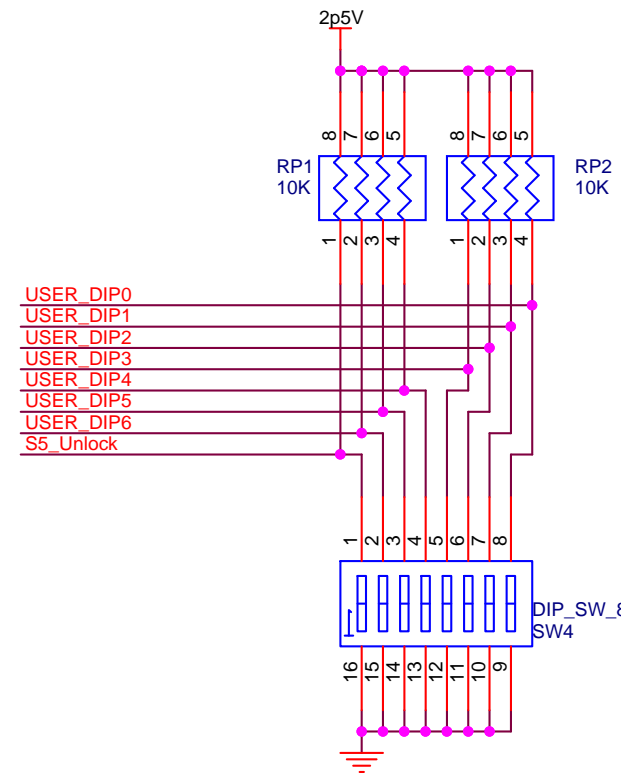 2p5V
8 7 6 5 8 7 6 5
RP1
10K
RP2
10K
1 2 3 4 1 2 3 4
USER_DIP0
USER_DIP1
USER_DIP2
USER_DIP3
USER_DIP4
USER_DIP5
USER_DIP6
S5_Unlock
1 2 3 4 5 6 7 8
DIP_SW_8
SW4
16 15 14 13 12 11 10 9